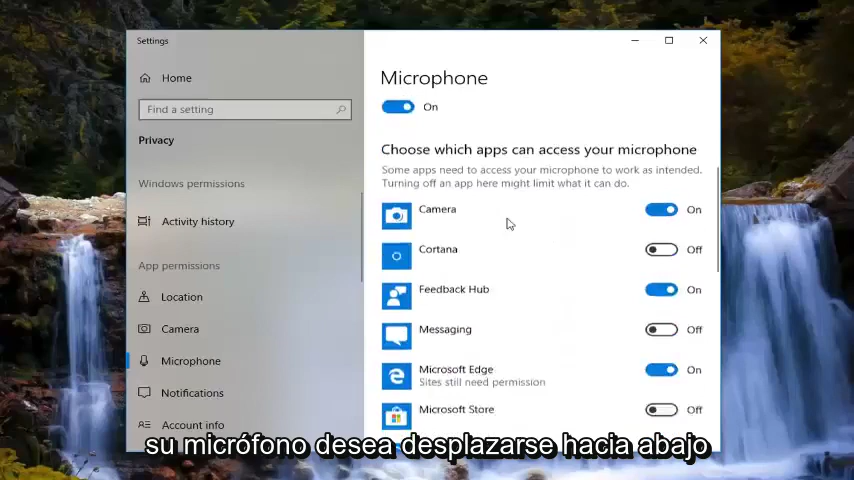 Settings
Home
Find a setting
Privacy
Windows permissions
Activity history
App permissions
Location
Camera
Microphone
Notifications
Account info
Microphone
On
Choose which apps can access your microphone
Some apps need to access your microphone to work as intended.
Turning off an app here might limit what it can do.
Camera On
Cortana Off
Feedback Hub On
Messaging Off
Microsoft Edge On
Sites still need permission
Microsoft Store Off
su micrófono desea desplazarse hacia abajo